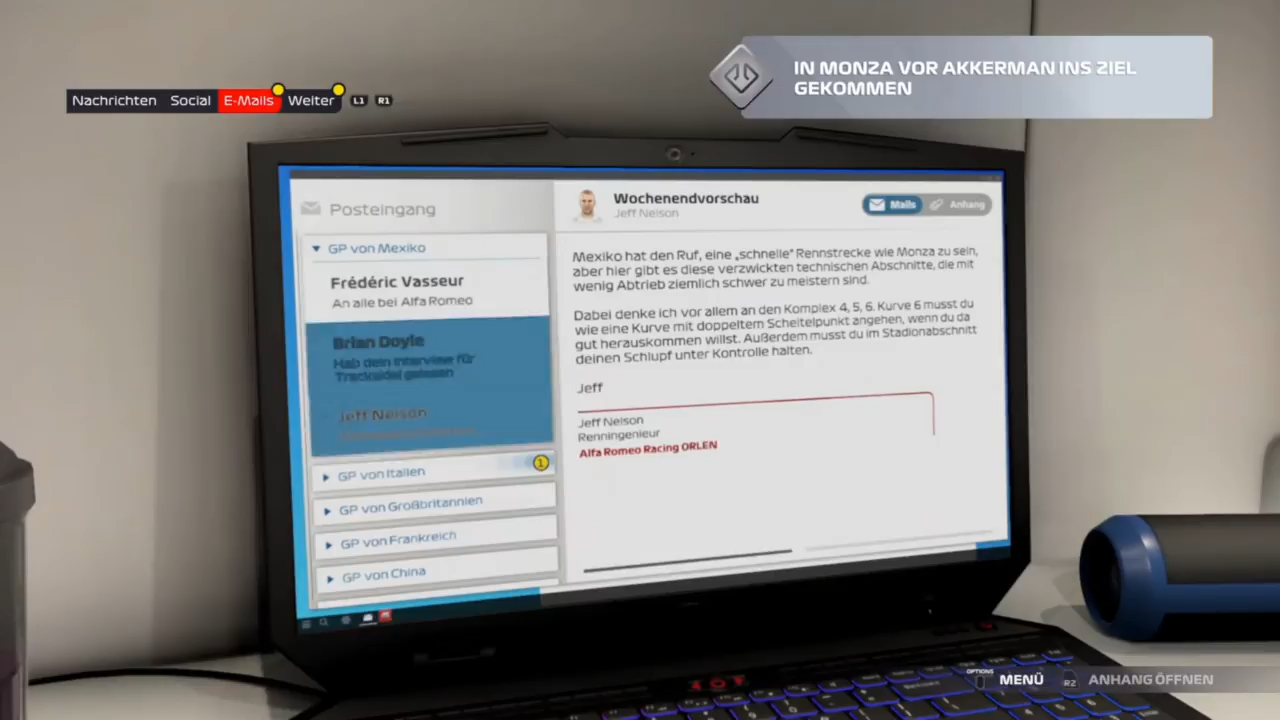 IN MONZA VOR AKKERMAN INS ZIEL
GEKOMMEN
Nachrichten Social E-Mails Weiter L1 R1
Posteingang
GP von Mexiko
Frédéric Vasseur
An alle bei Alfa Romeo
Brian Doyle
Hab dein Interview für
Trackside! gelesen
Jeff Nelson
GP von Italien 1
GP von Großbritannien
GP von Frankreich
GP von China
Wochenendvorschau
Jeff Nelson
Mails Anhang
Mexiko hat den Ruf, eine „schnelle“ Rennstrecke wie Monza zu sein,
aber hier gibt es diese verzwickten technischen Abschnitte, die mit
wenig Abtrieb ziemlich schwer zu meistern sind.
Dabei denke ich vor allem an den Komplex 4, 5, 6. Kurve 6 musst du
wie eine Kurve mit doppeltem Scheitelpunkt angehen, wenn du da
gut herauskommen willst. Außerdem musst du im Stadionabschnitt
deinen Schlupf unter Kontrolle halten.
Jeff
Jeff Nelson
Renningenieur
Alfa Romeo Racing ORLEN
OPTIONS MENÜ R2 ANHANG ÖFFNEN